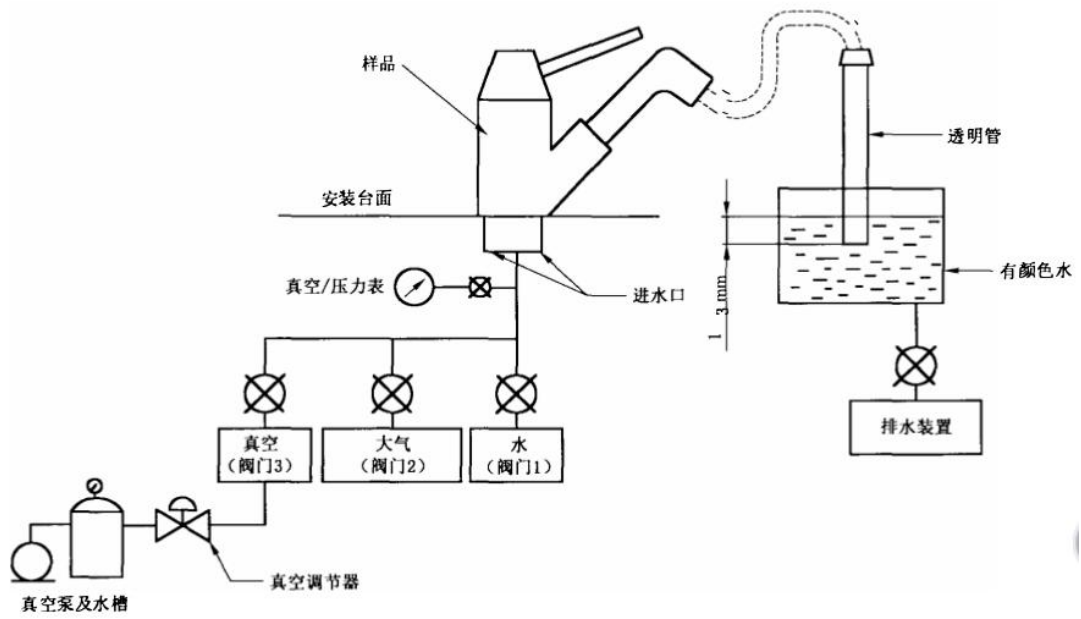 样品
透明管
安装台面
有颜色水
真空/压力表
进水口
1
3 mm
真空
(阀门3)
大气
(阀门2)
水
(阀门1)
排水装置
真空调节器
真空泵及水槽